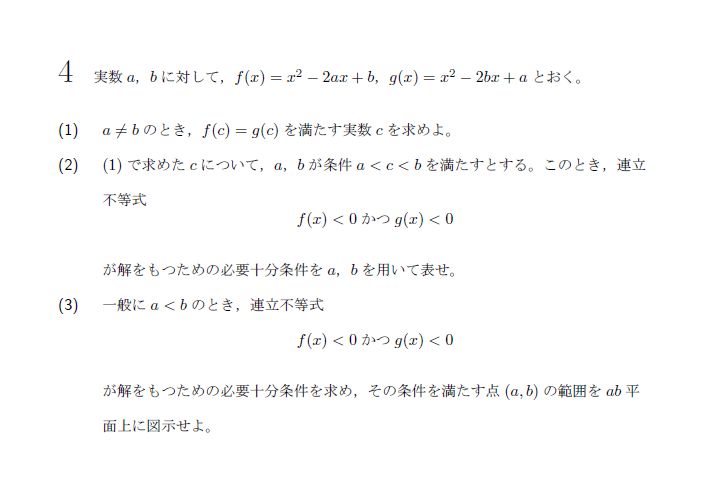 4 実数 a，b に対して，f(x) = x² − 2ax + b，g(x) = x² − 2bx + a とおく。
(1) a ≠ b のとき，f(c) = g(c) を満たす実数 c を求めよ。
(2) (1) で求めた c について，a，b が条件 a < c < b を満たすとする。このとき，連立
不等式
f(x) < 0 かつ g(x) < 0
が解をもつための必要十分条件を a，b を用いて表せ。
(3) 一般に a < b のとき，連立不等式
f(x) < 0 かつ g(x) < 0
が解をもつための必要十分条件を求め，その条件を満たす点 (a, b) の範囲を ab 平
面上に図示せよ。